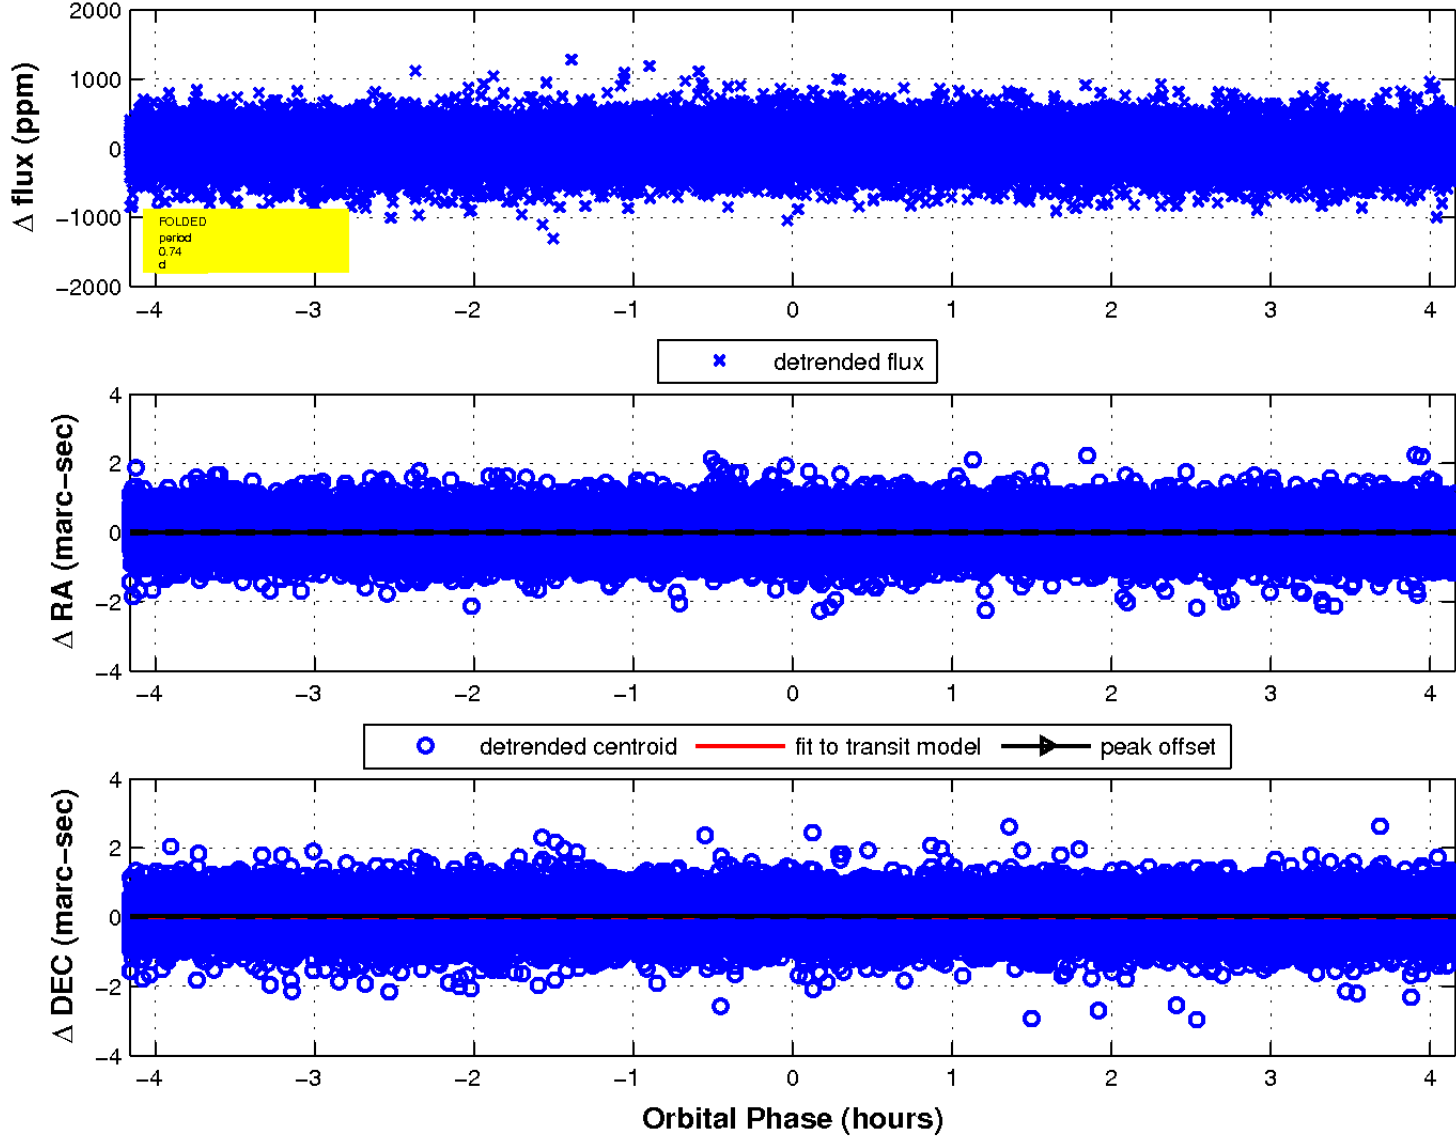 2000
1000
0
−1000
−2000
Δ flux (ppm)
FOLDED
period
0.74
d
−4 −3 −2 −1 0 1 2 3 4
detrended flux
4
2
0
−2
−4
Δ RA (marc−sec)
−4 −3 −2 −1 0 1 2 3 4
detrended centroid fit to transit model peak offset
4
2
0
−2
−4
Δ DEC (marc−sec)
−4 −3 −2 −1 0 1 2 3 4
Orbital Phase (hours)